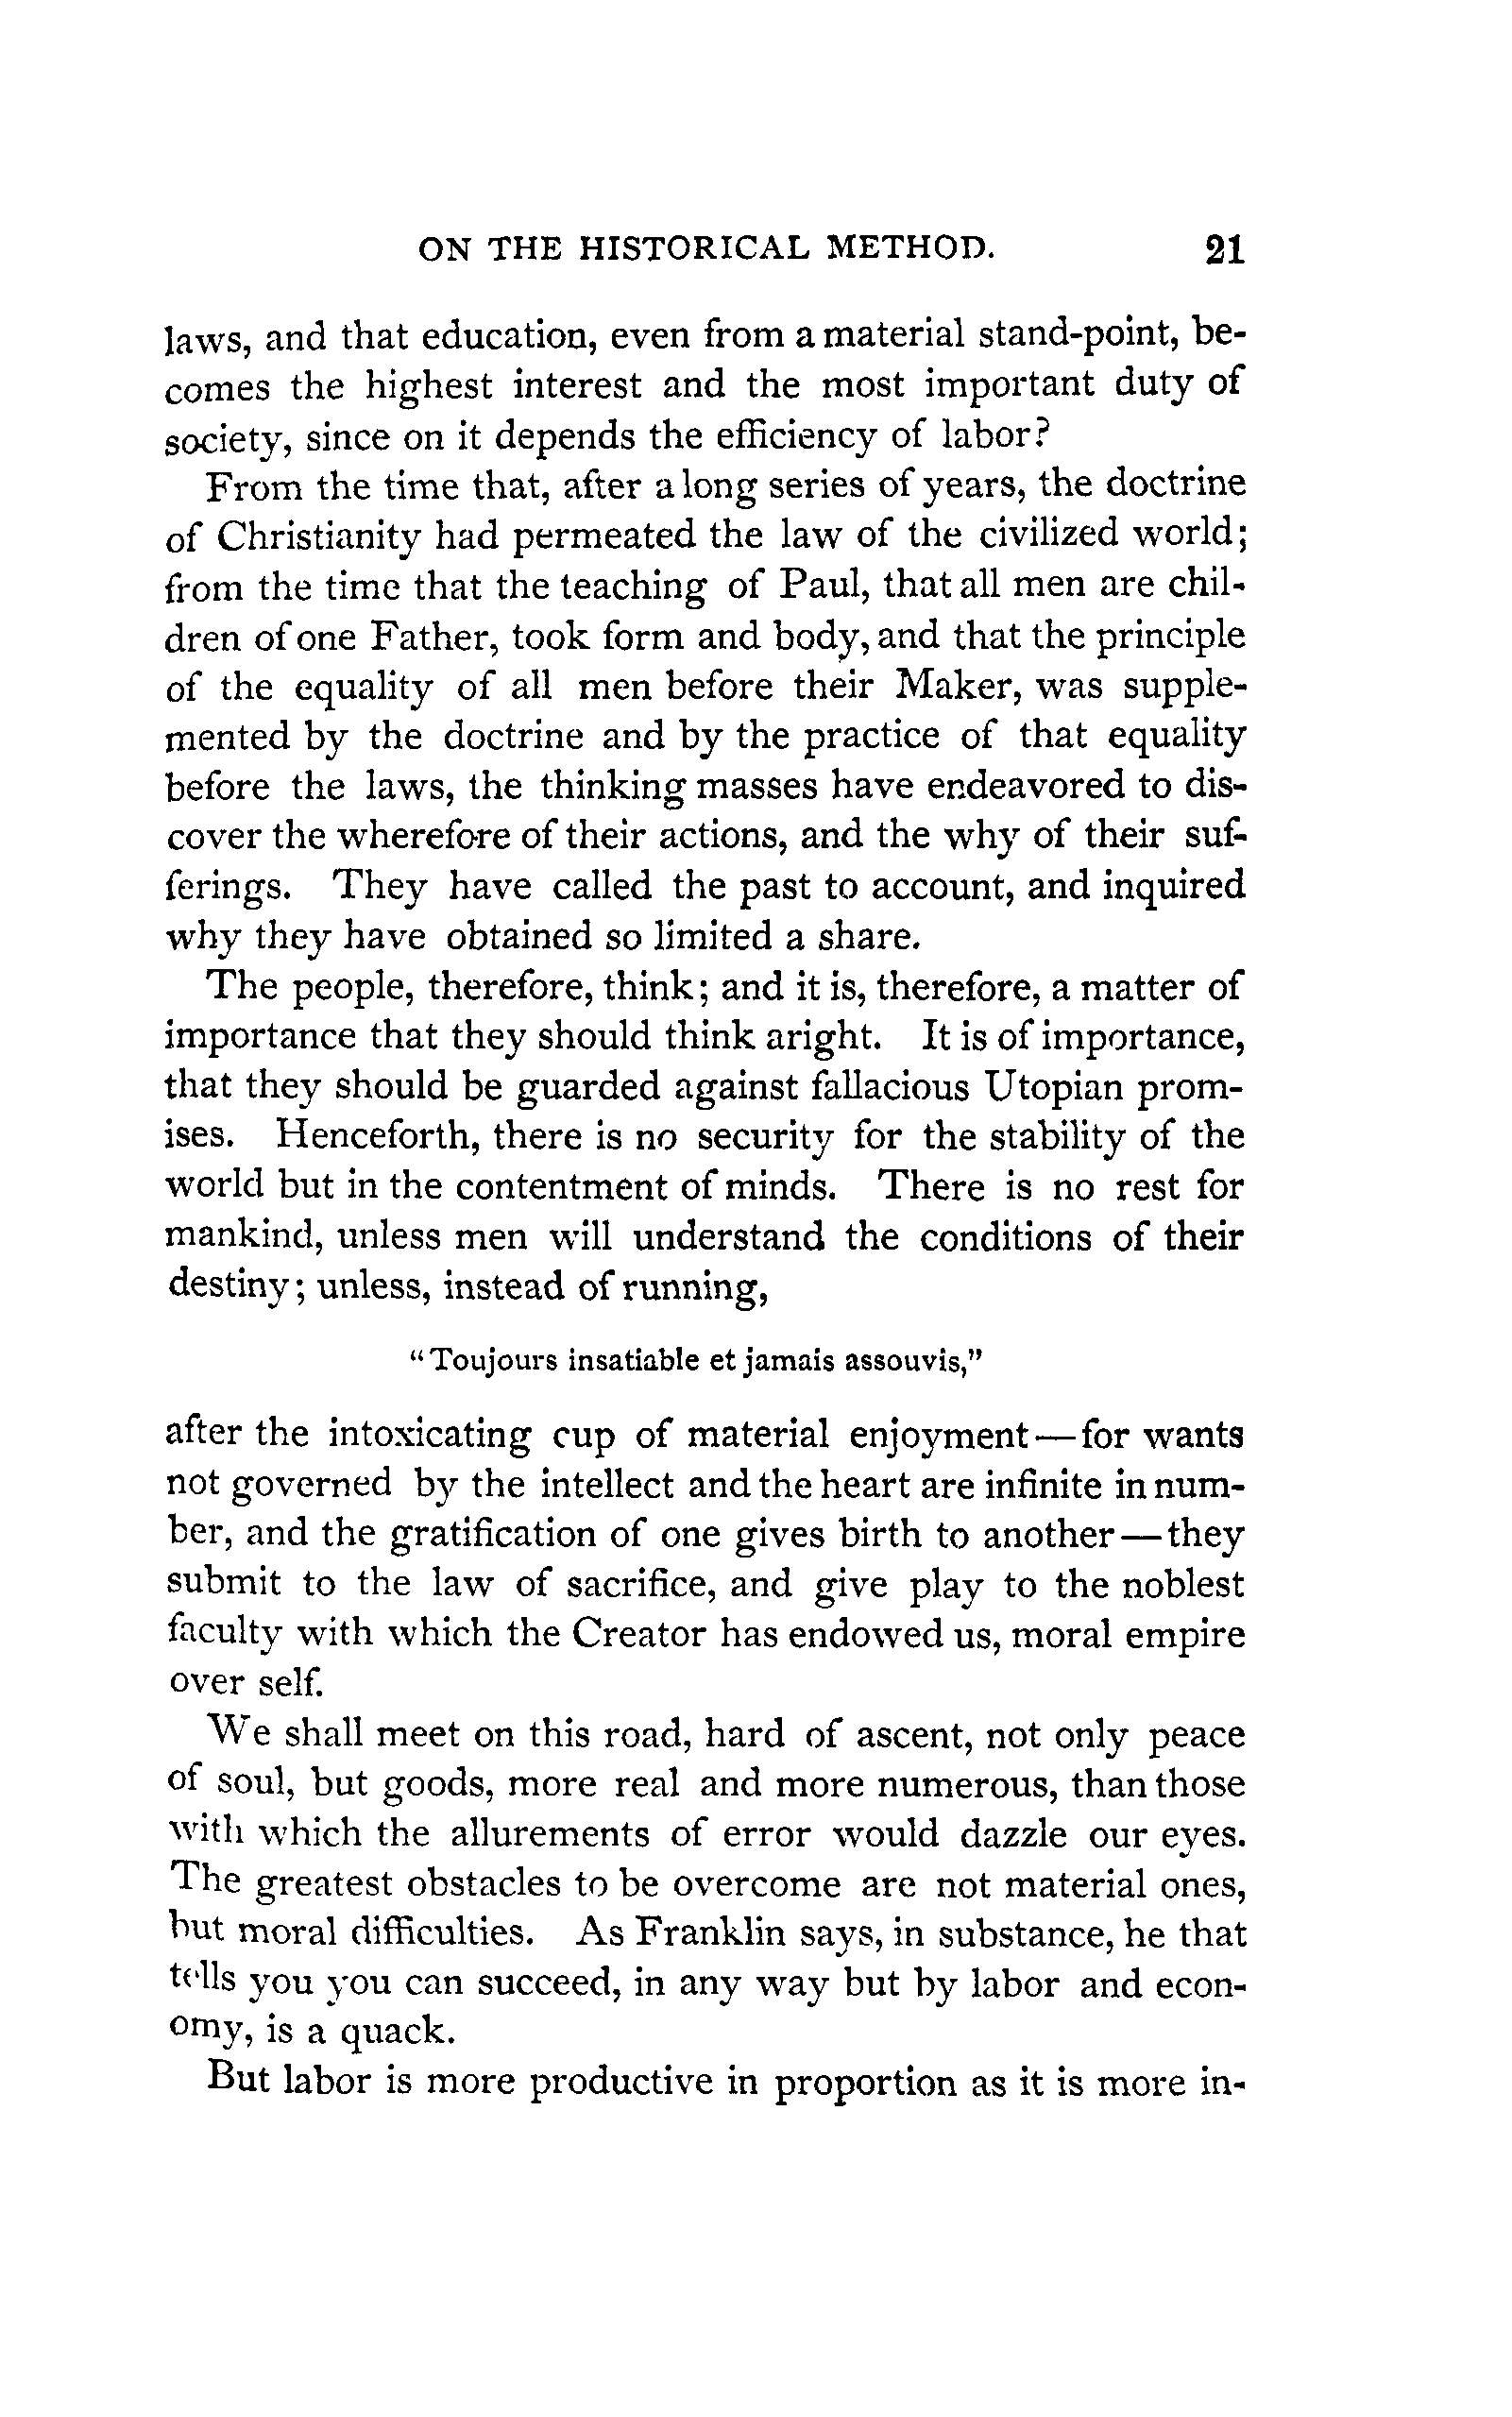 ON THE HISTORICAL METHOD. 21
laws, and that education, even from a material stand-point, be-
comes the highest interest and the most important duty of
society, since on it depends the efficiency of labor?
From the time that, after a long series of years, the doctrine
of Christianity had permeated the law of the civilized world;
from the time that the teaching of Paul, that all men are chil-
dren of one Father, took form and body, and that the principle
of the equality of all men before their Maker, was supple-
mented by the doctrine and by the practice of that equality
before the laws, the thinking masses have endeavored to dis-
cover the wherefore of their actions, and the why of their suf-
ferings. They have called the past to account, and inquired
why they have obtained so limited a share.
The people, therefore, think; and it is, therefore, a matter of
importance that they should think aright. It is of importance,
that they should be guarded against fallacious Utopian prom-
ises. Henceforth, there is no security for the stability of the
world but in the contentment of minds. There is no rest for
mankind, unless men will understand the conditions of their
destiny; unless, instead of running,
"Toujours insatiable et jamais assouvis,"
after the intoxicating cup of material enjoyment—for wants
not governed by the intellect and the heart are infinite in num-
ber, and the gratification of one gives birth to another—they
submit to the law of sacrifice, and give play to the noblest
faculty with which the Creator has endowed us, moral empire
over self.
We shall meet on this road, hard of ascent, not only peace
of soul, but goods, more real and more numerous, than those
with which the allurements of error would dazzle our eyes.
The greatest obstacles to be overcome are not material ones,
but moral difficulties. As Franklin says, in substance, he that
tells you you can succeed, in any way but by labor and econ-
omy, is a quack.
But labor is more productive in proportion as it is more in-